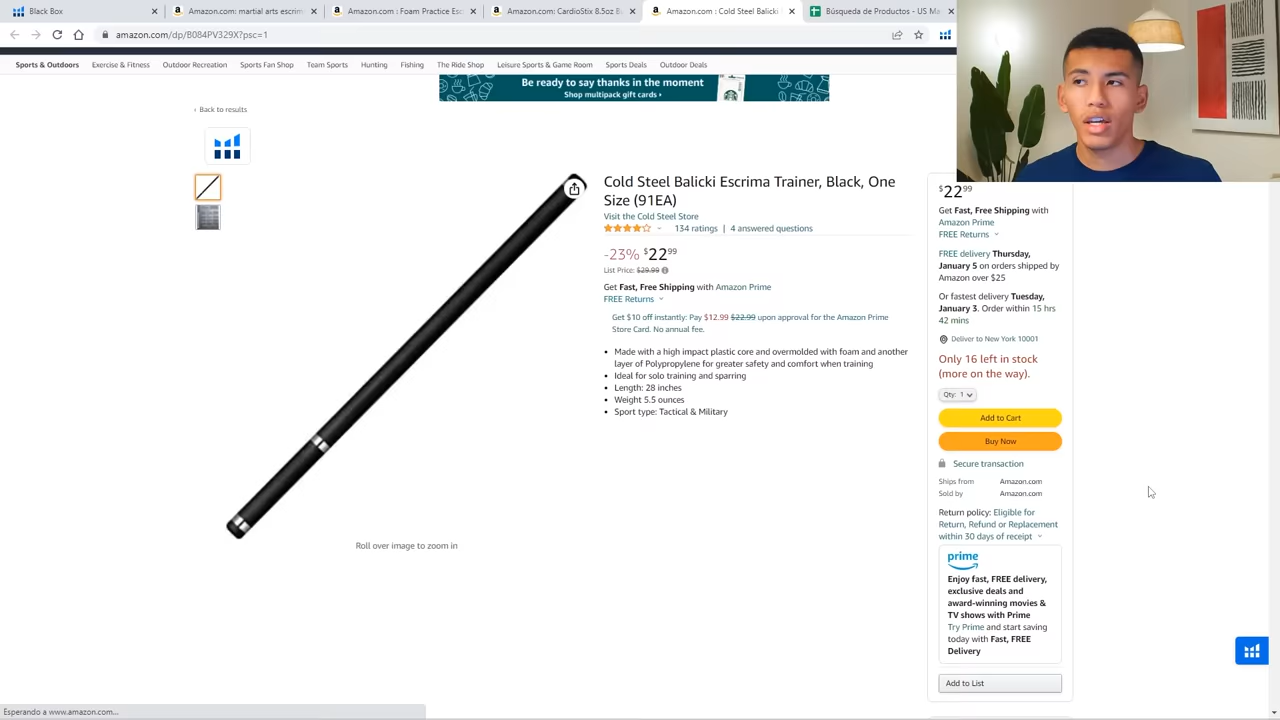 Black Box
Amazon.com: martial arts escrim
Amazon.com : Foam Practice Esc
Amazon.com: CardioStix 8.5oz B
Amazon.com : Cold Steel Balicki
Búsqueda de Productos - US Ma
amazon.com/dp/B084PV329X?psc=1
Sports & Outdoors
Exercise & Fitness
Outdoor Recreation
Sports Fan Shop
Team Sports
Hunting
Fishing
The Ride Shop
Leisure Sports & Game Room
Sports Deals
Outdoor Deals
Be ready to say thanks in the moment
Shop multipack gift cards ›
‹ Back to results
Cold Steel Balicki Escrima Trainer, Black, One
Size (91EA)
Visit the Cold Steel Store
134 ratings | 4 answered questions
-23% $22 99
List Price: $29.99
Get Fast, Free Shipping with Amazon Prime
FREE Returns
Get $10 off instantly: Pay $12.99 $22.99 upon approval for the Amazon Prime
Store Card. No annual fee.
• Made with a high impact plastic core and overmolded with foam and another
layer of Polypropylene for greater safety and comfort when training
• Ideal for solo training and sparring
• Length: 28 inches
• Weight 5.5 ounces
• Sport type: Tactical & Military
Roll over image to zoom in
$22 99
Get Fast, Free Shipping with
Amazon Prime
FREE Returns
FREE delivery Thursday,
January 5 on orders shipped by
Amazon over $25
Or fastest delivery Tuesday,
January 3. Order within 15 hrs
42 mins
Deliver to New York 10001
Only 16 left in stock
(more on the way).
Qty: 1
Add to Cart
Buy Now
Secure transaction
Ships from Amazon.com
Sold by Amazon.com
Return policy: Eligible for
Return, Refund or Replacement
within 30 days of receipt
prime
Enjoy fast, FREE delivery,
exclusive deals and
award-winning movies &
TV shows with Prime
Try Prime and start saving
today with Fast, FREE
Delivery
Add to List
Esperando a www.amazon.com...